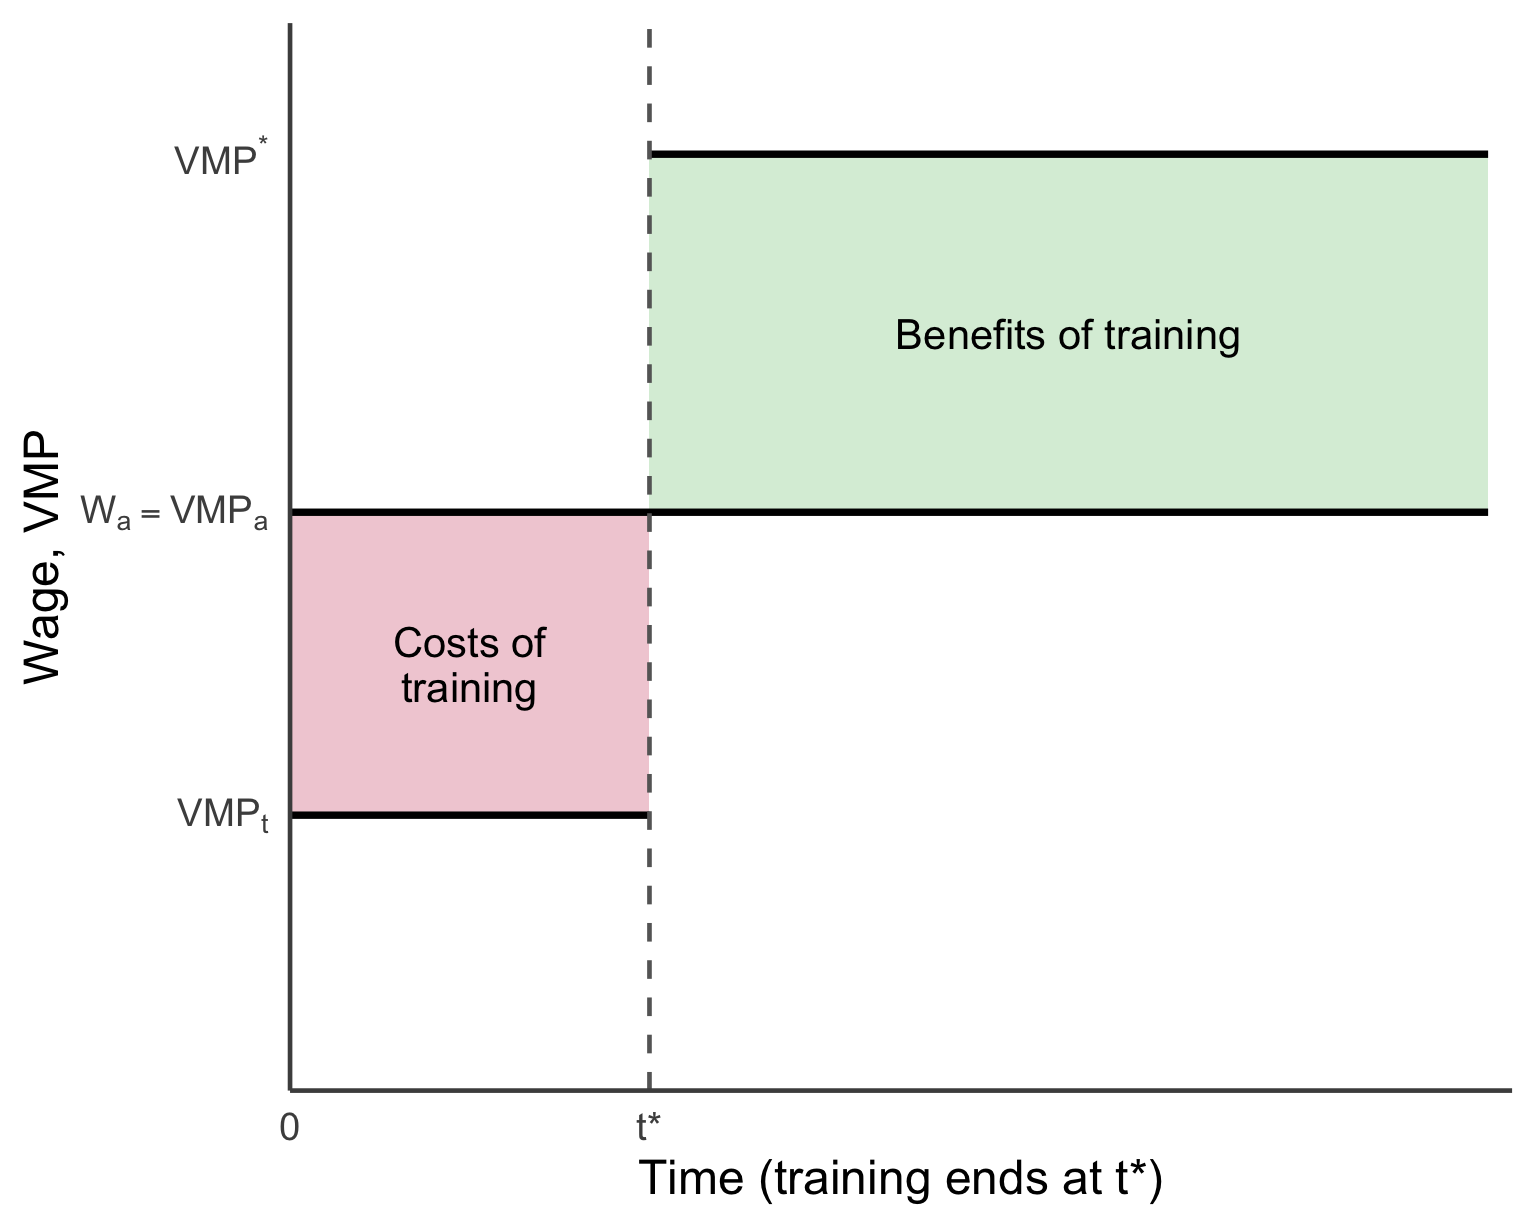 VMP*
Benefits of training
Wage, VMP
Wₐ = VMPₐ
Costs of
training
VMPₜ
0
t*
Time (training ends at t*)